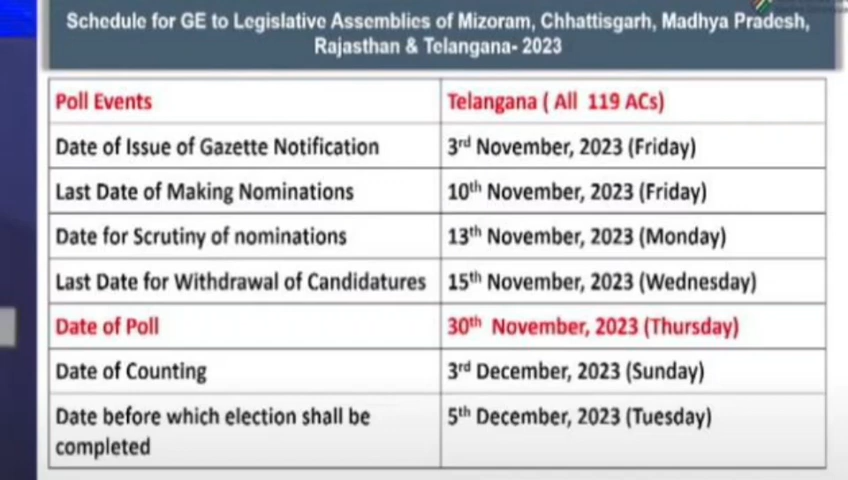 Schedule for GE to Legislative Assemblies of Mizoram, Chhattisgarh, Madhya Pradesh,
Rajasthan & Telangana- 2023
Poll Events
Telangana ( All 119 ACs)
Date of Issue of Gazette Notification
3rd November, 2023 (Friday)
Last Date of Making Nominations
10th November, 2023 (Friday)
Date for Scrutiny of nominations
13th November, 2023 (Monday)
Last Date for Withdrawal of Candidatures
15th November, 2023 (Wednesday)
Date of Poll
30th November, 2023 (Thursday)
Date of Counting
3rd December, 2023 (Sunday)
Date before which election shall be
completed
5th December, 2023 (Tuesday)